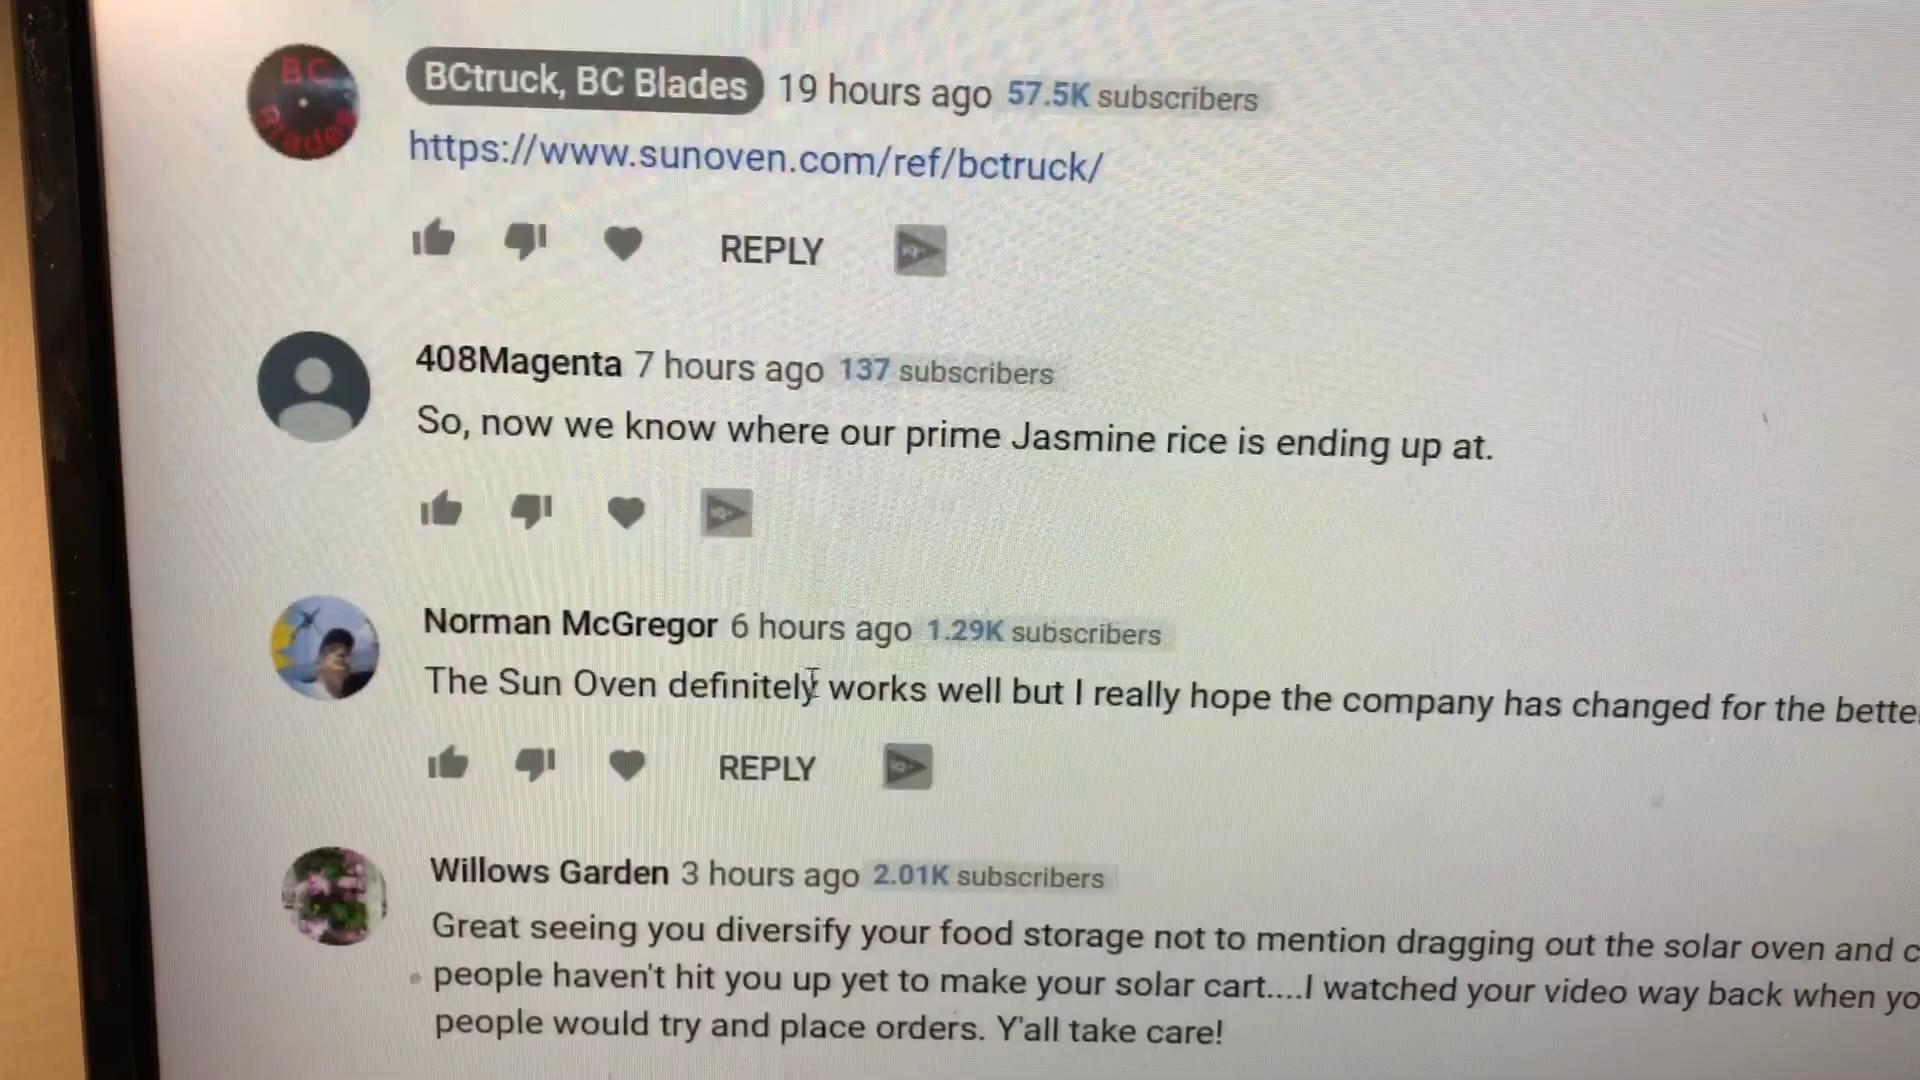 BC
Blades
BCtruck, BC Blades 19 hours ago 57.5K subscribers
https://www.sunoven.com/ref/bctruck/
REPLY
408Magenta 7 hours ago 137 subscribers
So, now we know where our prime Jasmine rice is ending up at.
Norman McGregor 6 hours ago 1.29K subscribers
The Sun Oven definitely works well but I really hope the company has changed for the bette
REPLY
Willows Garden 3 hours ago 2.01K subscribers
Great seeing you diversify your food storage not to mention dragging out the solar oven and c
people haven't hit you up yet to make your solar cart....I watched your video way back when yo
people would try and place orders. Y'all take care!